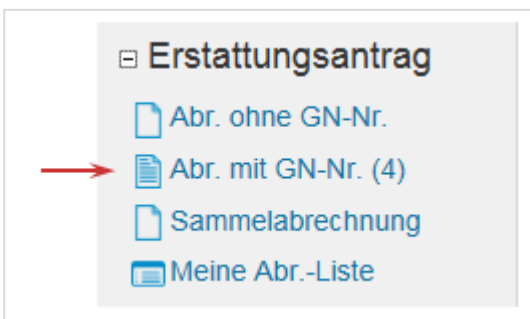 Erstattungsantrag
Abr. ohne GN-Nr.
Abr. mit GN-Nr. (4)
Sammelabrechnung
Meine Abr.-Liste